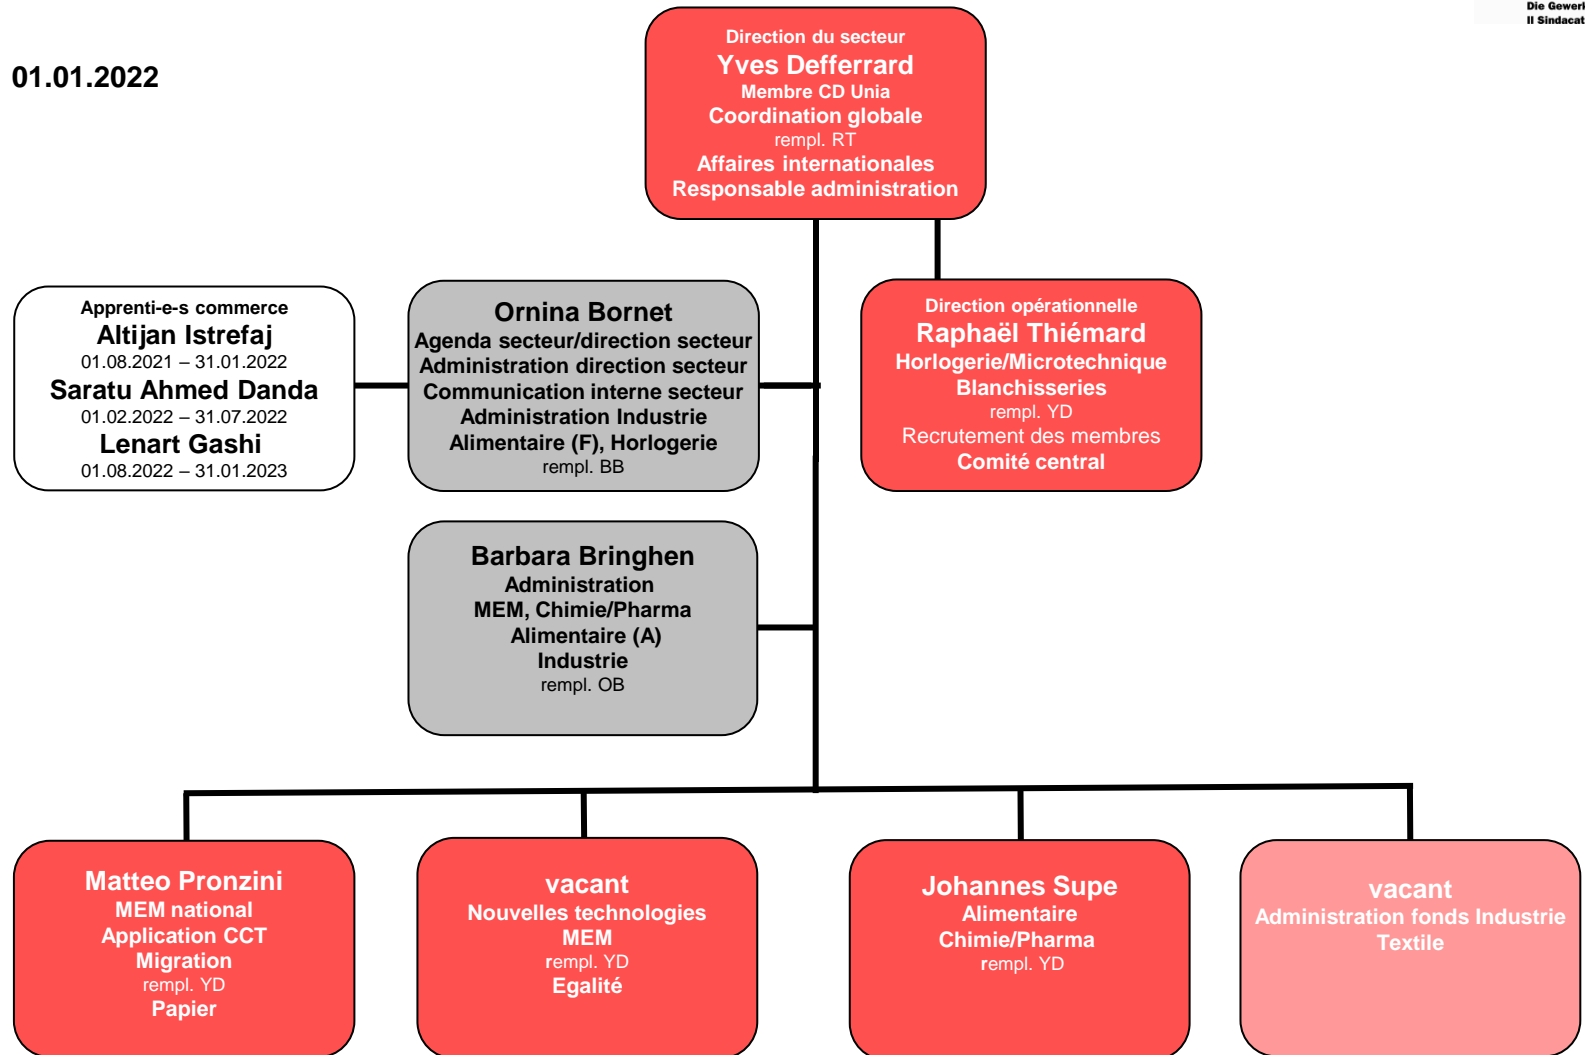 Die Gewerk
Il Sindacat
01.01.2022
Direction du secteur
Yves Defferrard
Membre CD Unia
Coordination globale
rempl. RT
Affaires internationales
Responsable administration
Apprenti-e-s commerce
Altijan Istrefaj
01.08.2021 – 31.01.2022
Saratu Ahmed Danda
01.02.2022 – 31.07.2022
Lenart Gashi
01.08.2022 – 31.01.2023
Ornina Bornet
Agenda secteur/direction secteur
Administration direction secteur
Communication interne secteur
Administration Industrie
Alimentaire (F), Horlogerie
rempl. BB
Direction opérationnelle
Raphaël Thiémard
Horlogerie/Microtechnique
Blanchisseries
rempl. YD
Recrutement des membres
Comité central
Barbara Bringhen
Administration
MEM, Chimie/Pharma
Alimentaire (A)
Industrie
rempl. OB
Matteo Pronzini
MEM national
Application CCT
Migration
rempl. YD
Papier
vacant
Nouvelles technologies
MEM
rempl. YD
Egalité
Johannes Supe
Alimentaire
Chimie/Pharma
rempl. YD
vacant
Administration fonds Industrie
Textile